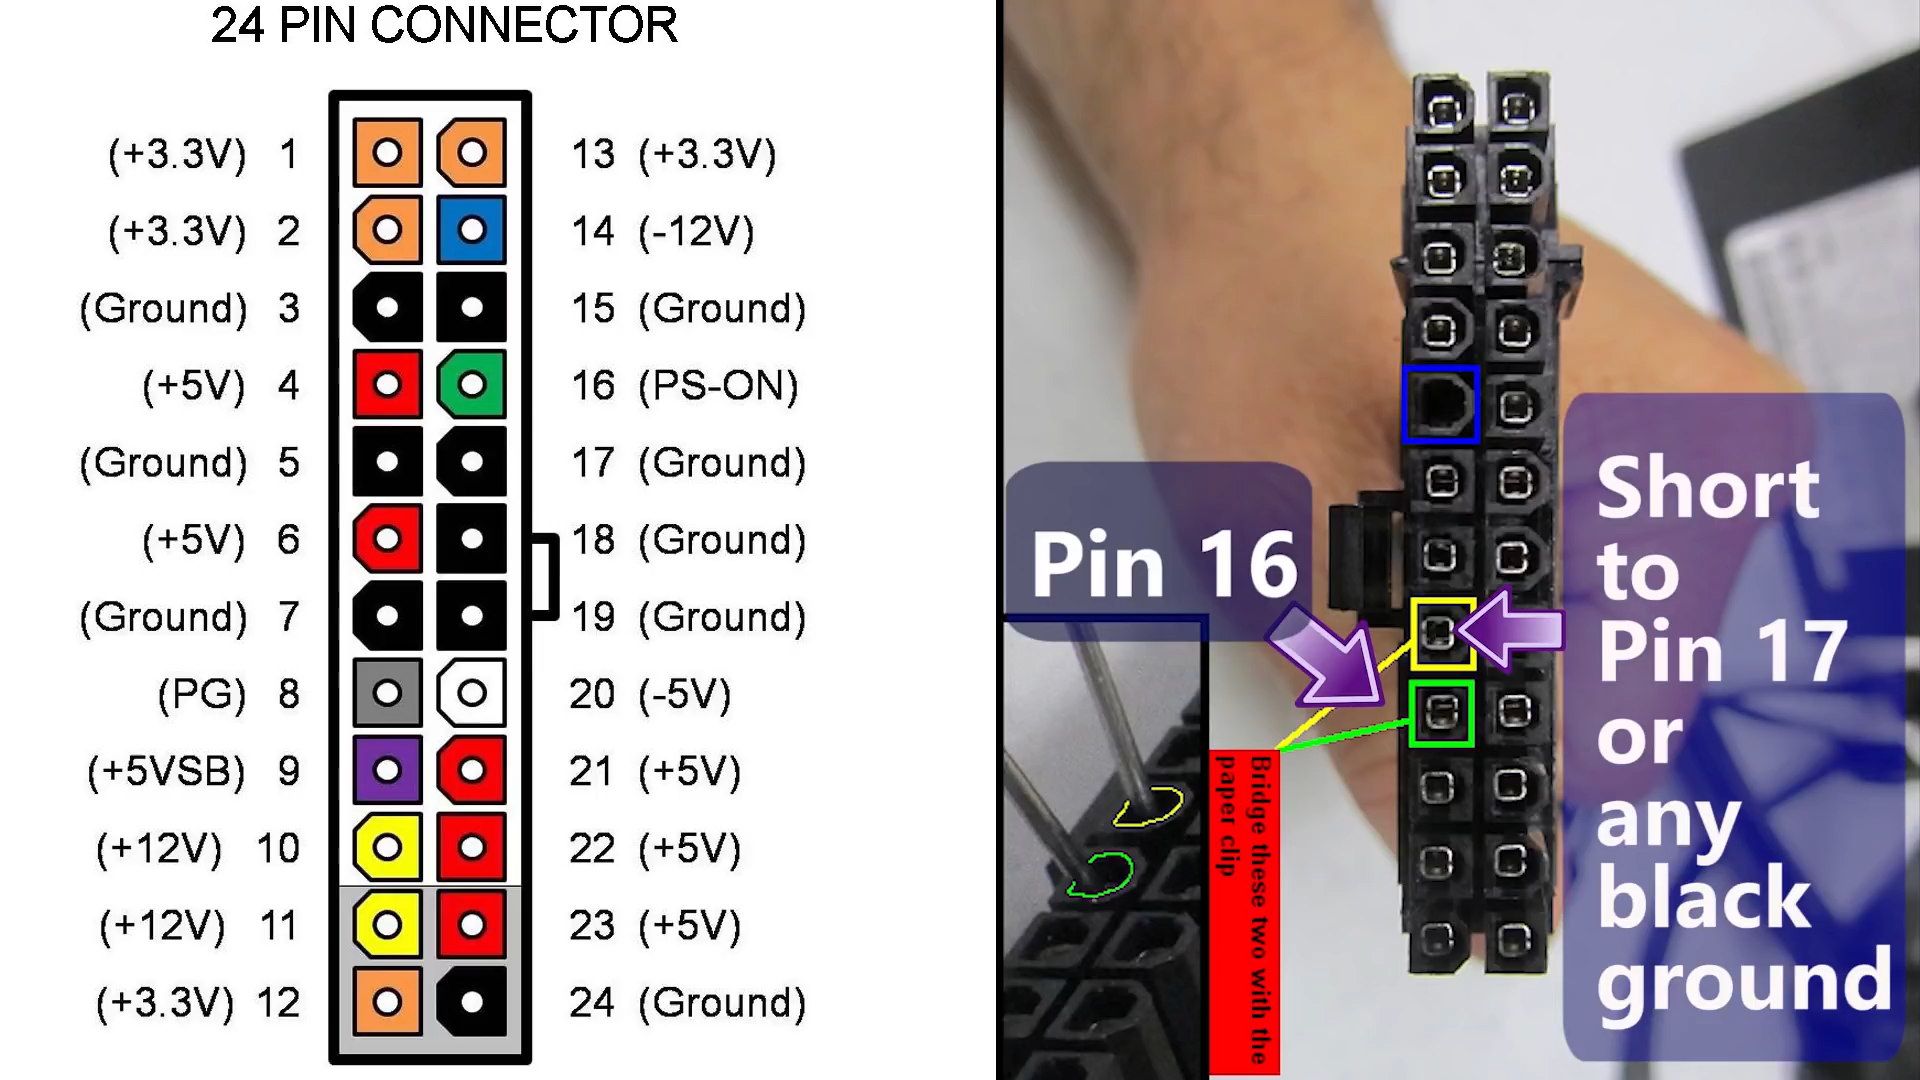 24 PIN CONNECTOR
(+3.3V) 1 13 (+3.3V)
(+3.3V) 2 14 (-12V)
(Ground) 3 15 (Ground)
(+5V) 4 16 (PS-ON)
(Ground) 5 17 (Ground)
(+5V) 6 18 (Ground)
(Ground) 7 19 (Ground)
(PG) 8 20 (-5V)
(+5VSB) 9 21 (+5V)
(+12V) 10 22 (+5V)
(+12V) 11 23 (+5V)
(+3.3V) 12 24 (Ground)
Pin 16
Short
to
Pin 17
or
any
black
ground
Bridge these two with the
paper clip